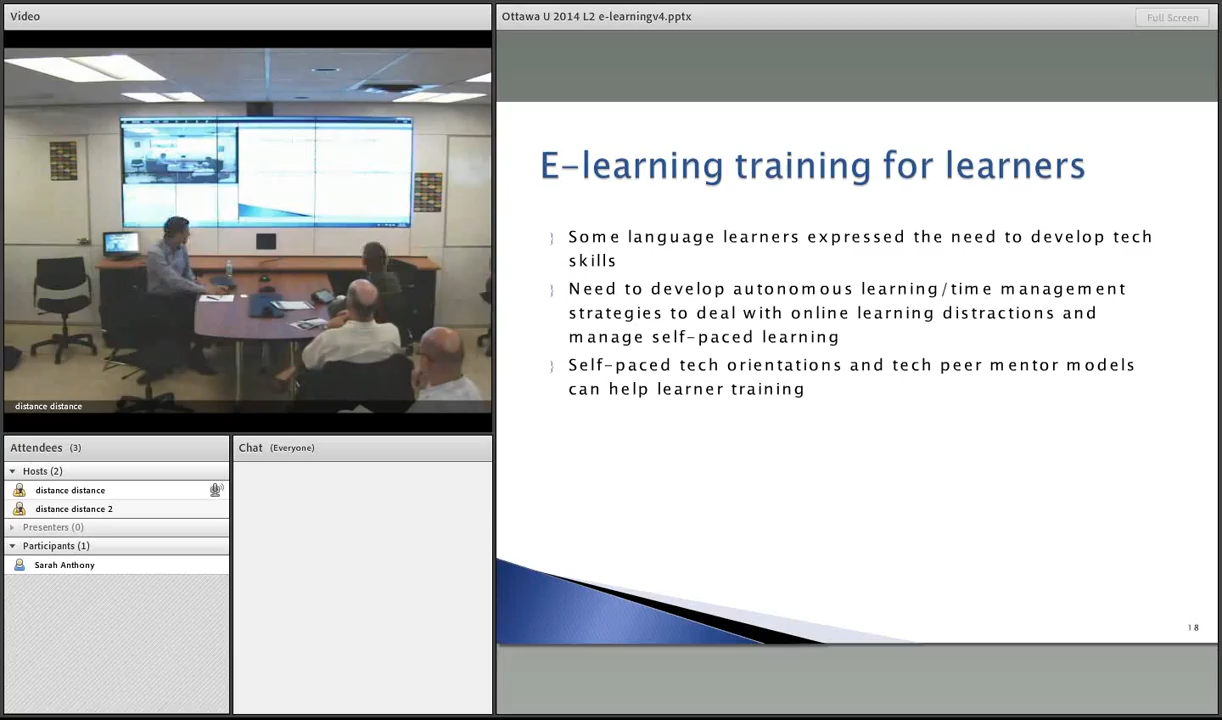 Video
Ottawa U 2014 L2 e-learningv4.pptx
Full Screen
distance distance
E-learning training for learners
Some language learners expressed the need to develop tech
skills
Need to develop autonomous learning/time management
strategies to deal with online learning distractions and
manage self-paced learning
Self-paced tech orientations and tech peer mentor models
can help learner training
18
Attendees (3)
Hosts (2)
distance distance
distance distance 2
Presenters (0)
Participants (1)
Sarah Anthony
Chat (Everyone)